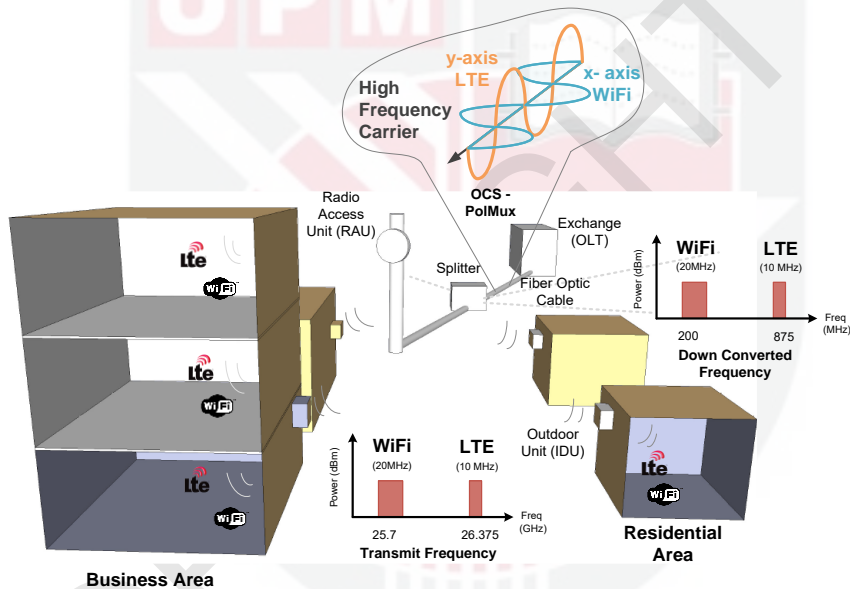 UPM
y-axis
LTE
x- axis
WiFi
High
Frequency
Carrier
OCS -
PolMux
Radio
Access
Unit (RAU)
Splitter
Exchange
(OLT)
Fiber Optic
Cable
Power (dBm)
WiFi
(20MHz)
LTE
(10 MHz)
200
875
Freq
(MHz)
Down Converted
Frequency
Lte
WiFi
Lte
WiFi
Lte
WiFi
Business Area
Power (dBm)
WiFi
(20MHz)
LTE
(10 MHz)
25.7
26.375
Freq
(GHz)
Transmit Frequency
Outdoor
Unit (IDU)
Lte
WiFi
Residential
Area